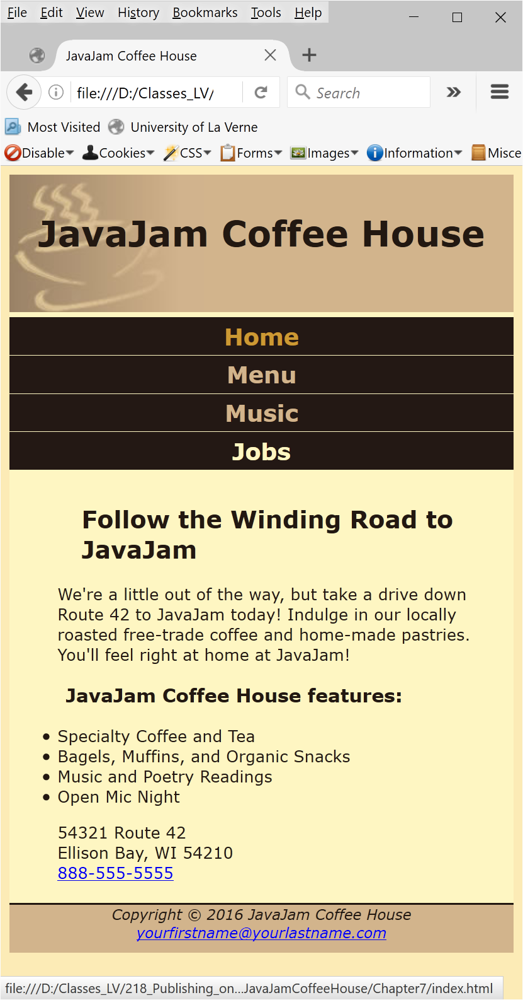 File Edit View History Bookmarks Tools Help
JavaJam Coffee House
file:///D:/Classes_LV/ Search
Most Visited University of La Verne
Disable Cookies CSS Forms Images Information Misce
JavaJam Coffee House
Home
Menu
Music
Jobs
Follow the Winding Road to
JavaJam
We're a little out of the way, but take a drive down
Route 42 to JavaJam today! Indulge in our locally
roasted free-trade coffee and home-made pastries.
You'll feel right at home at JavaJam!
JavaJam Coffee House features:
• Specialty Coffee and Tea
• Bagels, Muffins, and Organic Snacks
• Music and Poetry Readings
• Open Mic Night
54321 Route 42
Ellison Bay, WI 54210
888-555-5555
Copyright © 2016 JavaJam Coffee House
yourfirstname@yourlastname.com
file:///D:/Classes_LV/218_Publishing_on...JavaJamCoffeeHouse/Chapter7/index.html